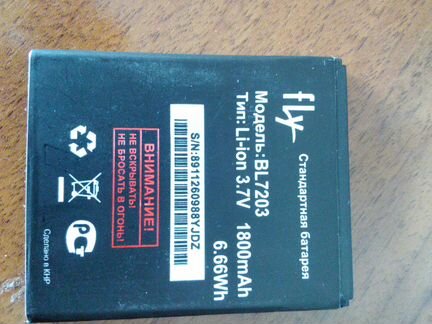 fly
Стандартная батарея
Модель:BL7203
Тип: Li-ion 3.7V
1800mAh
6.66Wh
S/N:8911260988YJDZ
ВНИМАНИЕ!
НЕ ВСКРЫВАТЬ!
НЕ БРОСАТЬ В ОГОНЬ!
Сделано в КНР